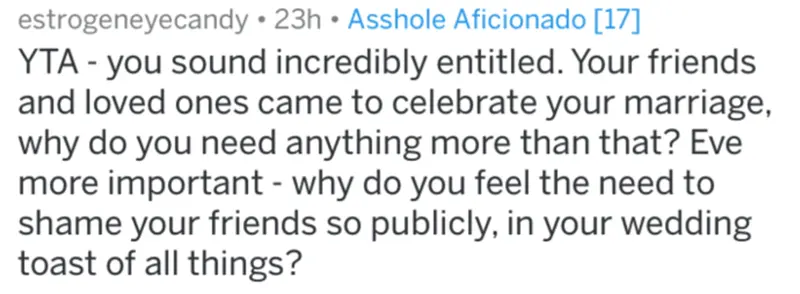 estrogeneyecandy • 23h • Asshole Aficionado [17]
YTA - you sound incredibly entitled. Your friends
and loved ones came to celebrate your marriage,
why do you need anything more than that? Eve
more important - why do you feel the need to
shame your friends so publicly, in your wedding
toast of all things?